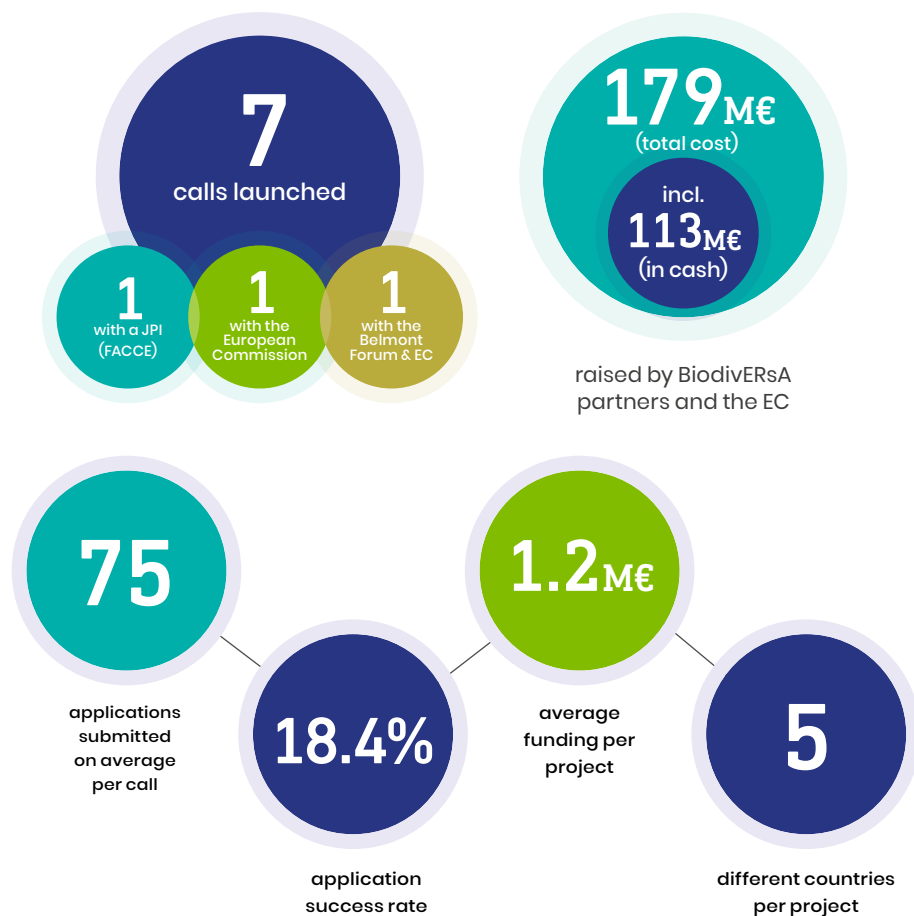 7
calls launched
1
with a JPI
(FACCE)
1
with the
European
Commission
1
with the
Belmont
Forum & EC
179M€
(total cost)
incl.
113M€
(in cash)
raised by BiodivERsA
partners and the EC
75
applications
submitted
on average
per call
18.4%
application
success rate
1.2M€
average
funding per
project
5
different countries
per project